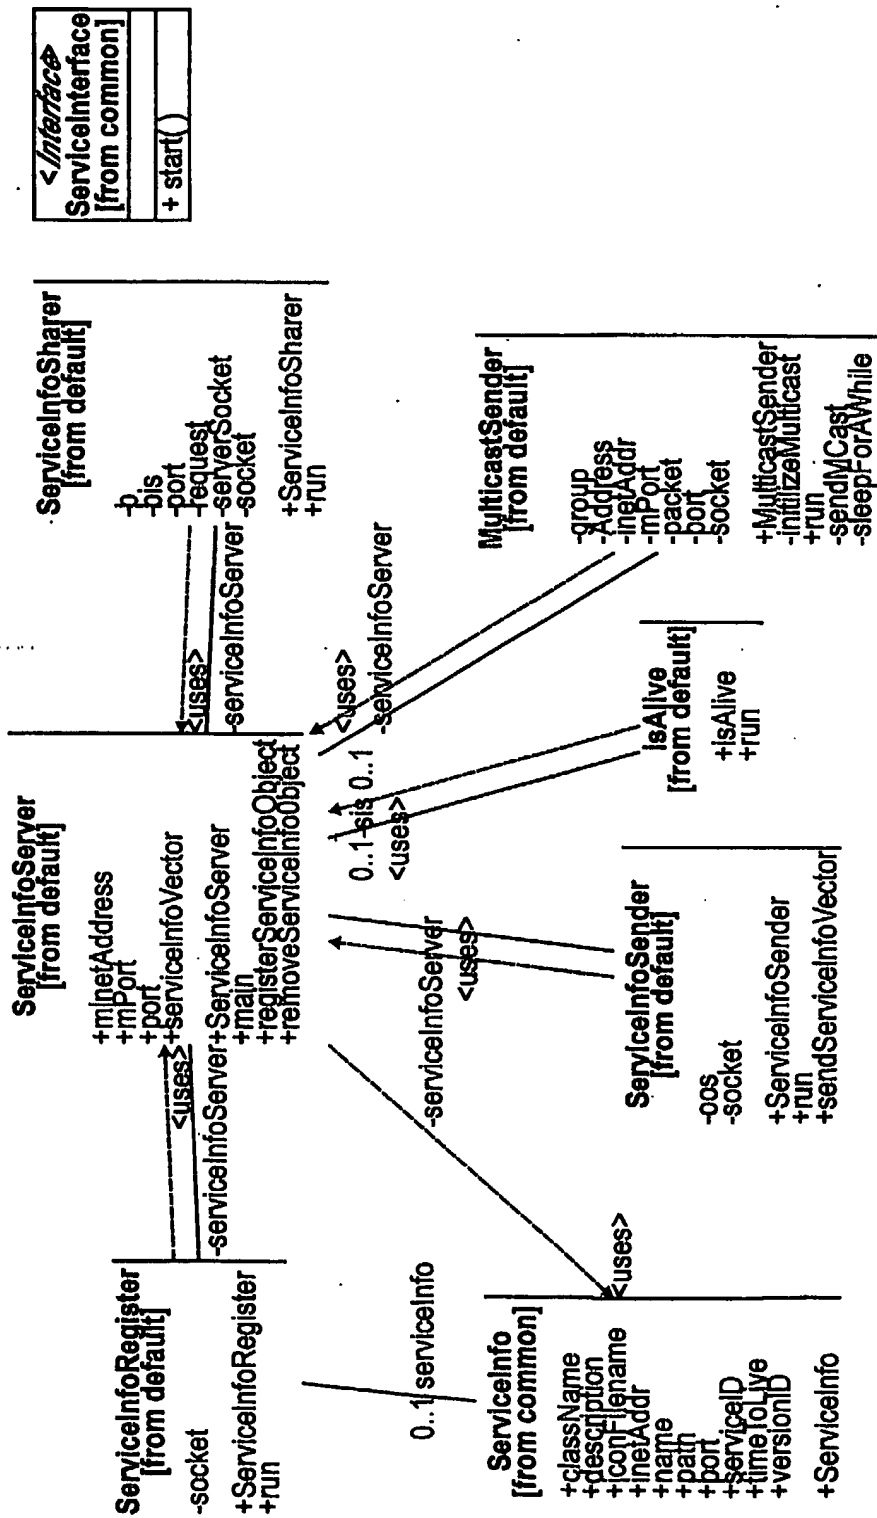 <Interface>
ServiceInterface
[from common]
+ start( )
ServiceInfoSharer
[from default]
-b
-bis
-port
-request
-serverSocket
-socket
+ServiceInfoSharer
+run
<uses>
-serviceInfoServer
MulticastSender
[from default]
-group
-Address
-inetAddr
-mPort
-packet
-port
-socket
+MulticastSender
-initilizeMulticast
+run
-sendMCast
-sleepForAWhile
<uses>
-serviceInfoServer
ServiceInfoServer
[from default]
+mInetAddress
+mPort
+port
+serviceInfoVector
+ServiceInfoServer
+main
+registerServiceInfoObject
+removeServiceInfoObject
0..1-sis 0..1
<uses>
isAlive
[from default]
+isAlive
+run
-serviceInfoServer
<uses>
ServiceInfoSender
[from default]
-oos
-socket
+ServiceInfoSender
+run
+sendServiceInfoVector
<uses>
-serviceInfoServer
ServiceInfoRegister
[from default]
-socket
+ServiceInfoRegister
+run
0..1 serviceInfo
<uses>
ServiceInfo
[from common]
+className
+description
+iconFilename
+inetAddr
+name
+path
+port
+serviceID
+timeToLive
+versionID
+ServiceInfo